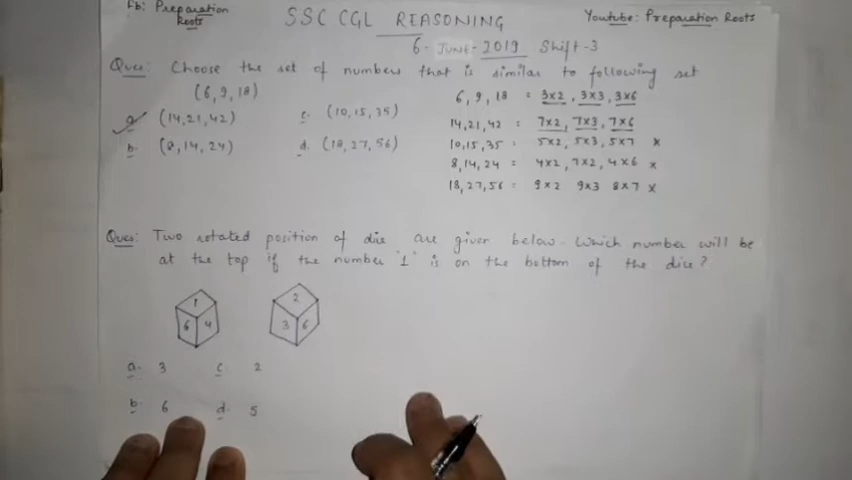 Fb: Preparation Roots
SSC CGL REASONING
Youtube: Preparation Roots
6- June-2019 Shift-3
Ques: Choose the set of numbers that is similar to following set
(6,9,18)
a. (14,21,42)
c. (10,15,35)
b. (8,14,24)
d. (18,27,56)
6,9,18 = 3x2, 3x3, 3x6
14,21,42 = 7x2, 7x3, 7x6
10,15,35 = 5x2, 5x3, 5x7 x
8,14,24 = 4x2, 7x2, 4x6 x
18,27,56 = 9x2 9x3 8x7 x
Ques: Two rotated position of dice are given below. Which number will be
at the top if the number '1' is on the bottom of the dice?
1
6 4
2
3 6
a. 3
c. 2
b. 6
d. 5